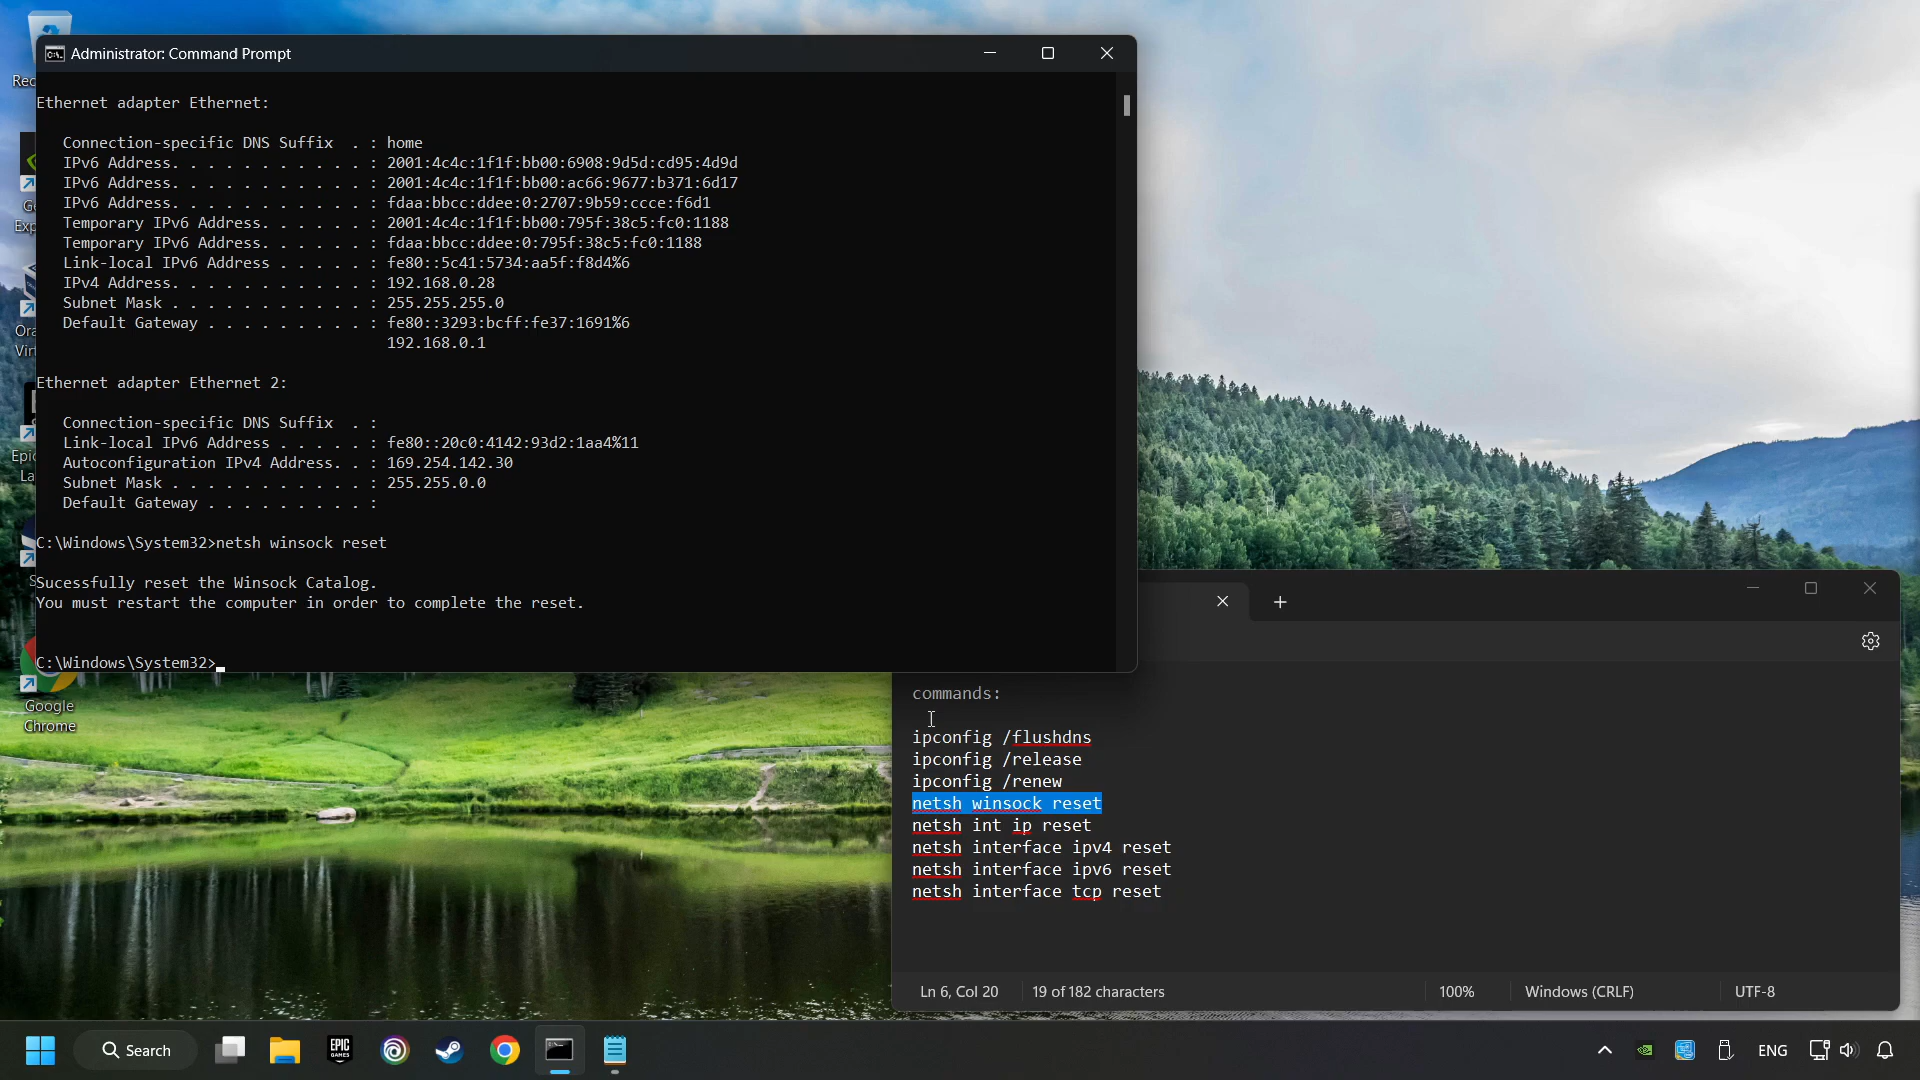 Administrator: Command Prompt
Ethernet adapter Ethernet:
Connection-specific DNS Suffix . : home
IPv6 Address. . . . . . . . . . . : 2001:4c4c:1f1f:bb00:6908:9d5d:cd95:4d9d
IPv6 Address. . . . . . . . . . . : 2001:4c4c:1f1f:bb00:ac66:9677:b371:6d17
IPv6 Address. . . . . . . . . . . : fdaa:bbcc:ddee:0:2707:9b59:ccce:f6d1
Temporary IPv6 Address. . . . . . : 2001:4c4c:1f1f:bb00:795f:38c5:fc0:1188
Temporary IPv6 Address. . . . . . : fdaa:bbcc:ddee:0:795f:38c5:fc0:1188
Link-local IPv6 Address . . . . . : fe80::5c41:5734:aa5f:f8d4%6
IPv4 Address. . . . . . . . . . . : 192.168.0.28
Subnet Mask . . . . . . . . . . . : 255.255.255.0
Default Gateway . . . . . . . . . : fe80::3293:bcff:fe37:1691%6
192.168.0.1
Ethernet adapter Ethernet 2:
Connection-specific DNS Suffix . :
Link-local IPv6 Address . . . . . : fe80::20c0:4142:93d2:1aa4%11
Autoconfiguration IPv4 Address. . : 169.254.142.30
Subnet Mask . . . . . . . . . . . : 255.255.0.0
Default Gateway . . . . . . . . . :
C:\Windows\System32>netsh winsock reset
Sucessfully reset the Winsock Catalog.
You must restart the computer in order to complete the reset.
C:\Windows\System32>
Google
Chrome
commands:
ipconfig /flushdns
ipconfig /release
ipconfig /renew
netsh winsock reset
netsh int ip reset
netsh interface ipv4 reset
netsh interface ipv6 reset
netsh interface tcp reset
Ln 6, Col 20
19 of 182 characters
100%
Windows (CRLF)
UTF-8
Search
EPIC
GAMES
ENG